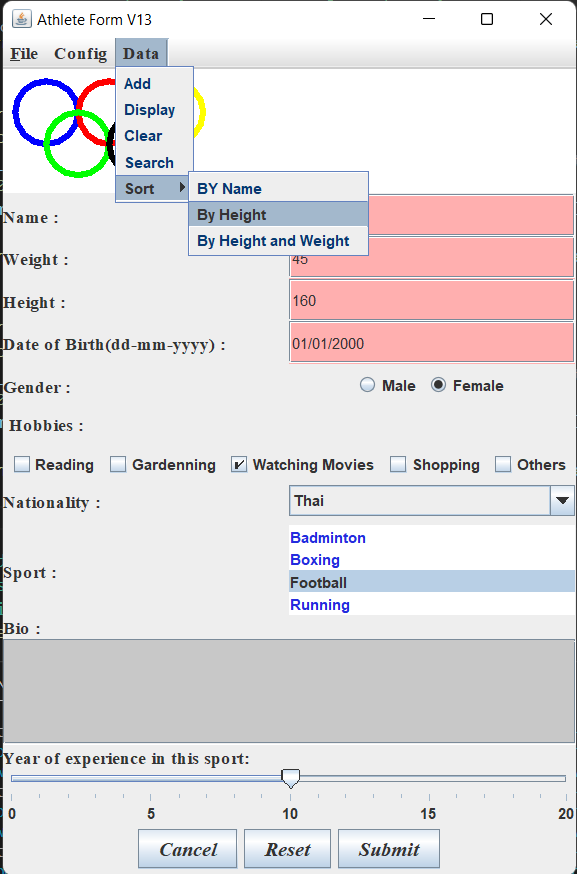 Athlete Form V13
File Config Data
Add
Display
Clear
Search
Sort
BY Name
By Height
By Height and Weight
Name :
Weight : 45
Height : 160
Date of Birth(dd-mm-yyyy) : 01/01/2000
Gender : Male Female
Hobbies :
Reading Gardenning Watching Movies Shopping Others
Nationality : Thai
Badminton
Boxing
Sport : Football
Running
Bio :
Year of experience in this sport:
0 5 10 15 20
Cancel Reset Submit